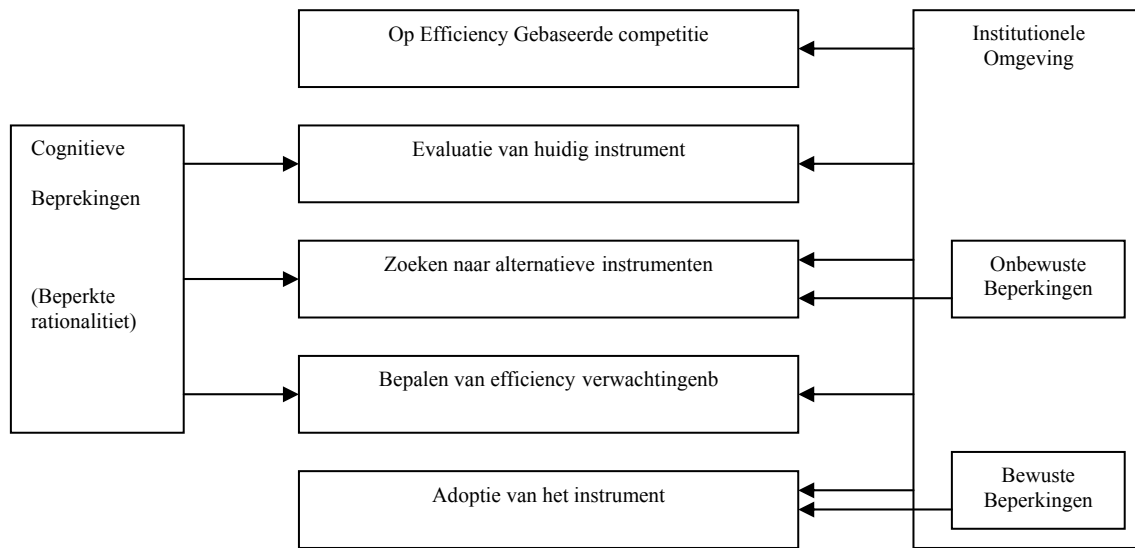 Op Efficiency Gebaseerde competitie
Institutionele
Omgeving
Cognitieve
Beprekingen
(Beperkte
rationalitiet)
Evaluatie van huidig instrument
Zoeken naar alternatieve instrumenten
Onbewuste
Beperkingen
Bepalen van efficiency verwachtingenb
Adoptie van het instrument
Bewuste
Beperkingen